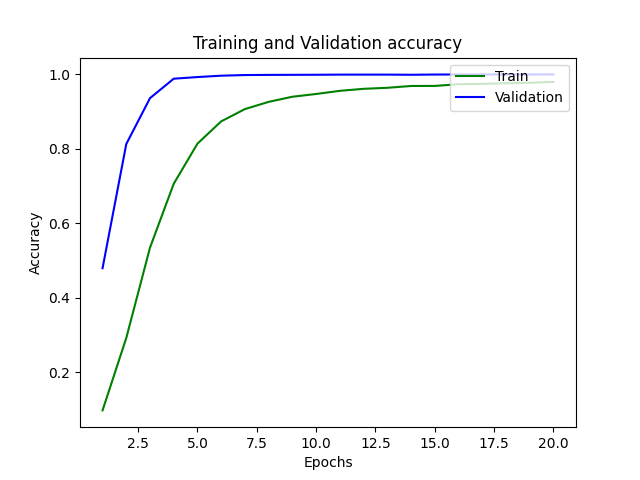 Training and Validation accuracy
1.0
0.8
0.6
0.4
0.2
Accuracy
Train
Validation
2.5 5.0 7.5 10.0 12.5 15.0 17.5 20.0
Epochs